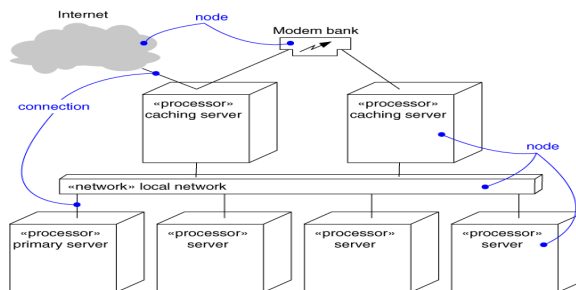 Internet
node
Modem bank
connection
«processor»
caching server
«processor»
caching server
node
«network» local network
«processor»
primary server
«processor»
server
«processor»
server
«processor»
server